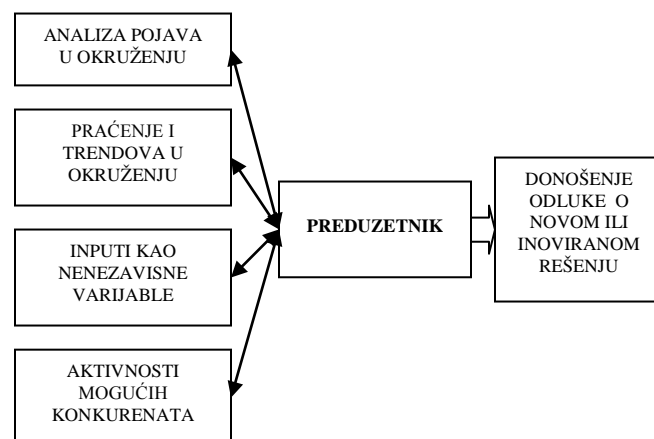 ANALIZA POJAVA
U OKRUŽENJU
PRAĆENJE I
TRENDOVA U
OKRUŽENJU
INPUTI KAO
NENEZAVISNE
VARIJABLE
AKTIVNOSTI
MOGUĆIH
KONKURENATA
PREDUZETNIK
DONOŠENJE
ODLUKE O
NOVOM ILI
INOVIRANOM
REŠENJU